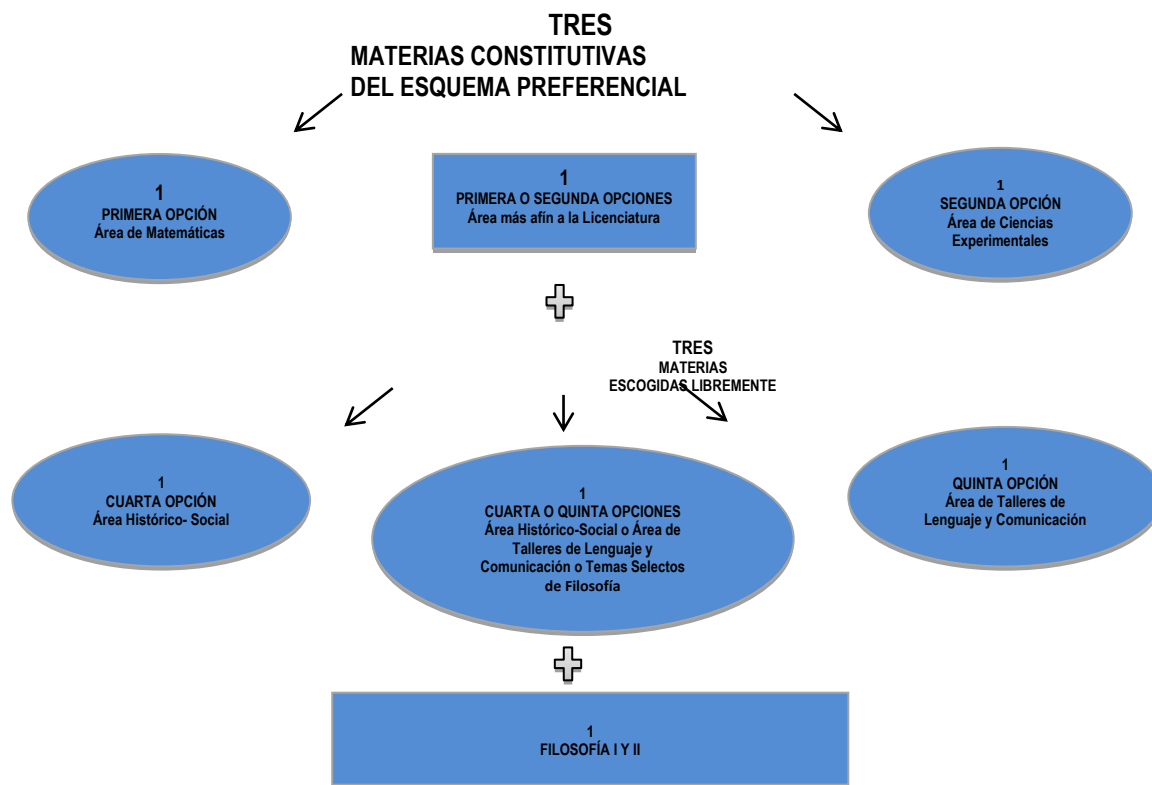 TRES
MATERIAS CONSTITUTIVAS
DEL ESQUEMA PREFERENCIAL
1
PRIMERA OPCIÓN
Área de Matemáticas
1
PRIMERA O SEGUNDA OPCIONES
Área más afín a la Licenciatura
1
SEGUNDA OPCIÓN
Área de Ciencias
Experimentales
TRES
MATERIAS
ESCOGIDAS LIBREMENTE
1
CUARTA OPCIÓN
Área Histórico- Social
1
CUARTA O QUINTA OPCIONES
Área Histórico-Social o Área de
Talleres de Lenguaje y
Comunicación o Temas Selectos
de Filosofía
1
QUINTA OPCIÓN
Área de Talleres de
Lenguaje y Comunicación
1
FILOSOFÍA I Y II